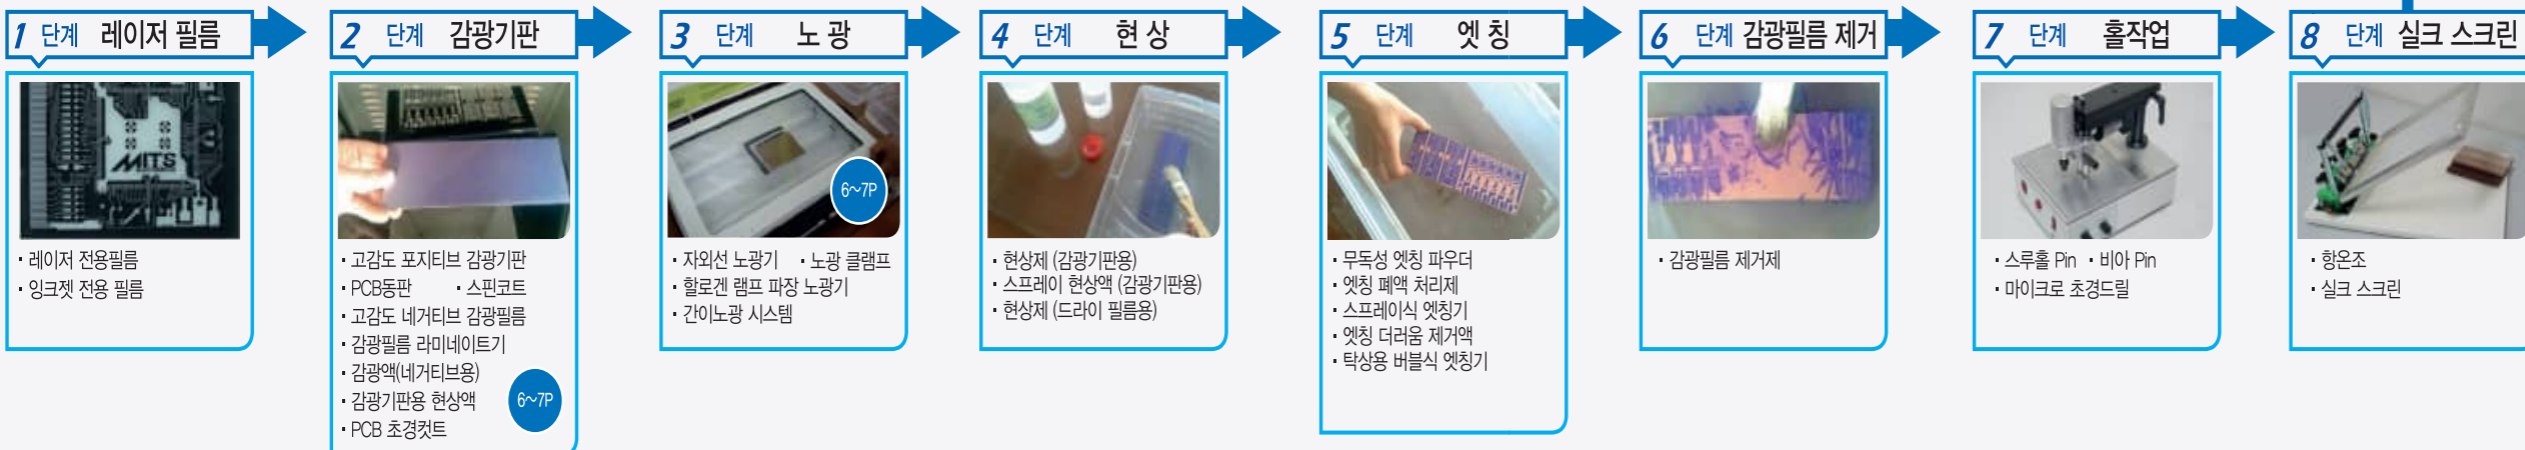 1 단계 레이저 필름
MITS
· 레이저 전용필름
· 잉크젯 전용 필름
2 단계 감광기판
· 고감도 포지티브 감광기판
· PCB동판 · 스핀코트
· 고감도 네거티브 감광필름
· 감광필름 라미네이트기
· 감광액(네거티브용)
· 감광기판용 현상액
· PCB 초경컷트
6~7P
3 단계 노 광
6~7P
· 자외선 노광기 · 노광 클램프
· 할로겐 램프 파장 노광기
· 간이노광 시스템
4 단계 현 상
· 현상제 (감광기판용)
· 스프레이 현상액 (감광기판용)
· 현상제 (드라이 필름용)
5 단계 엣 칭
· 무독성 엣칭 파우더
· 엣칭 폐액 처리제
· 스프레이식 엣칭기
· 엣칭 더러움 제거액
· 탁상용 버블식 엣칭기
6 단계 감광필름 제거
· 감광필름 제거제
7 단계 홀작업
· 스루홀 Pin · 비아 Pin
· 마이크로 초경드릴
8 단계 실크 스크린
· 항온조
· 실크 스크린